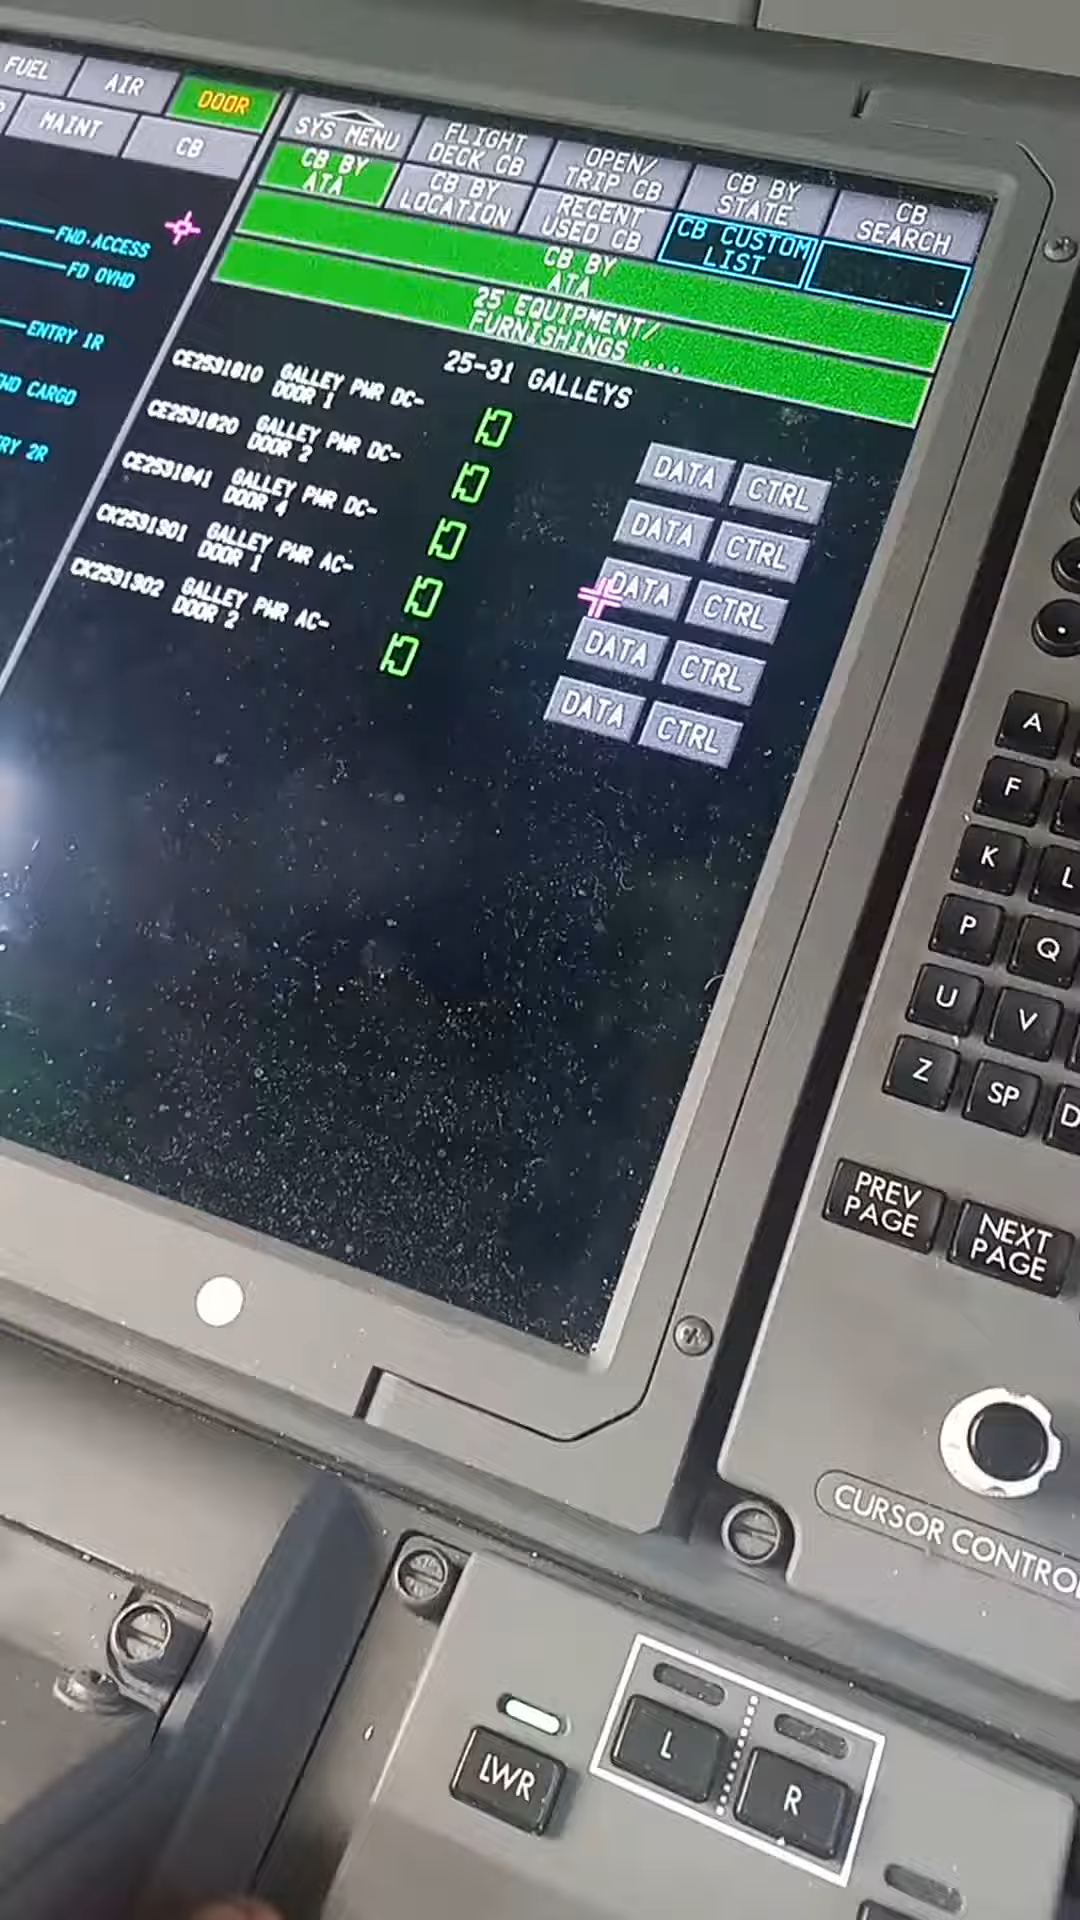 FUEL
AIR
DOOR
MAINT
CB
FWD.ACCESS
FD OVHD
ENTRY 1R
CARGO
2R
SYS MENU
FLIGHT
DECK CB
OPEN/
TRIP CB
CB BY
STATE
CB
SEARCH
CB BY
ATA
CB BY
LOCATION
RECENT
USED CB
CB CUSTOM
LIST
CB BY
ATA
25 EQUIPMENT/
FURNISHINGS ...
25-31 GALLEYS
CE2531810 GALLEY PWR DC-
DOOR 1
DATA CTRL
CE2531820 GALLEY PWR DC-
DOOR 2
DATA CTRL
CE2531841 GALLEY PWR DC-
DOOR 4
DATA CTRL
CK2531301 GALLEY PWR AC-
DOOR 1
DATA CTRL
CK2531302 GALLEY PWR AC-
DOOR 2
DATA CTRL
A
F
K L
P Q
U V
Z SP D
PREV
PAGE
NEXT
PAGE
CURSOR CONTRO
LWR
L
R